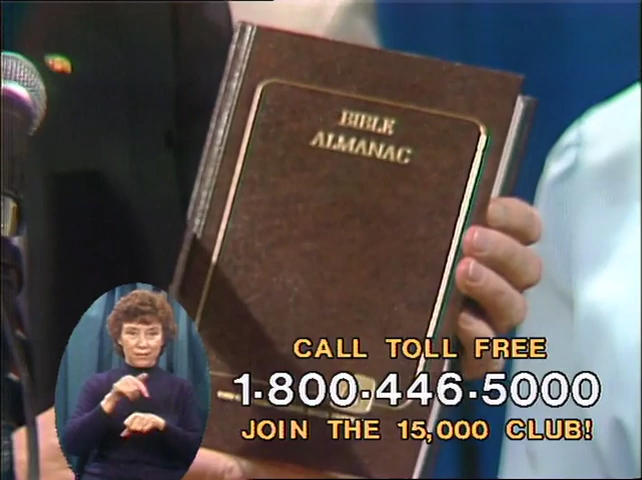 BIBLE
ALMANAC
CALL TOLL FREE
1-800-446-5000
JOIN THE 15,000 CLUB!